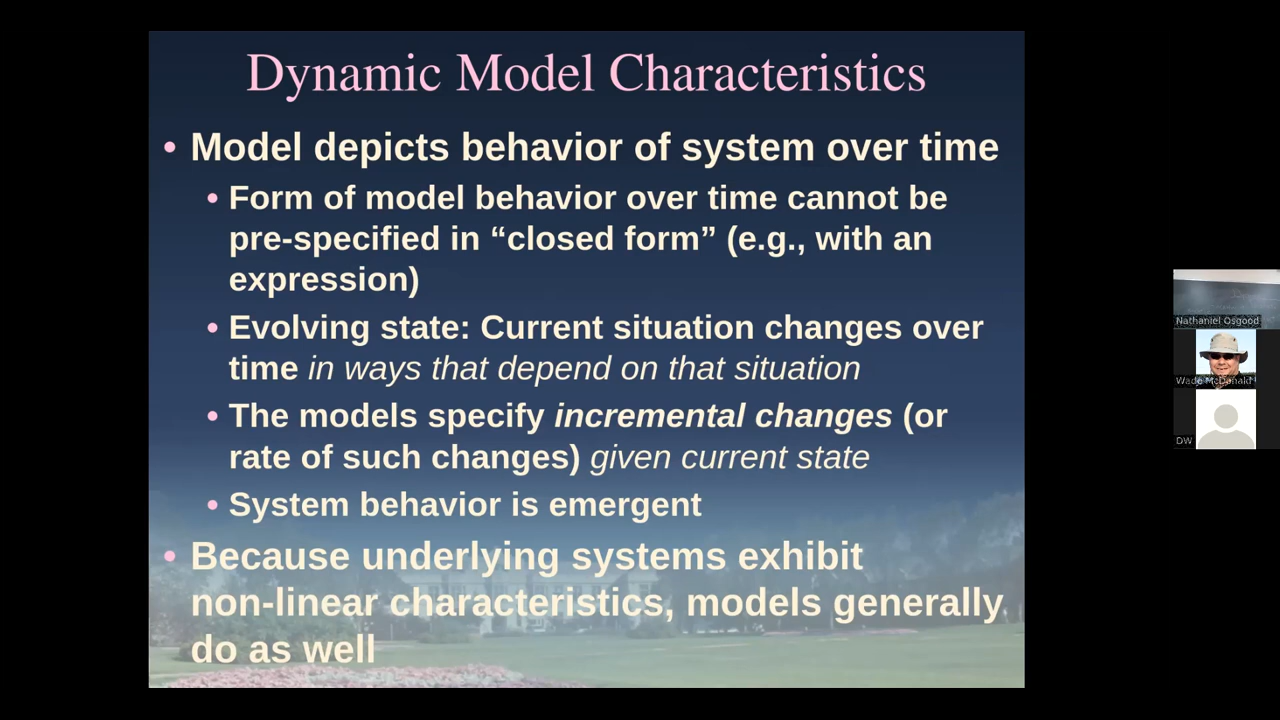 Dynamic Model Characteristics
• Model depicts behavior of system over time
• Form of model behavior over time cannot be
pre-specified in “closed form” (e.g., with an
expression)
• Evolving state: Current situation changes over
time in ways that depend on that situation
• The models specify incremental changes (or
rate of such changes) given current state
• System behavior is emergent
• Because underlying systems exhibit
non-linear characteristics, models generally
do as well
Nathaniel Osgood
Wade McDonald
DW